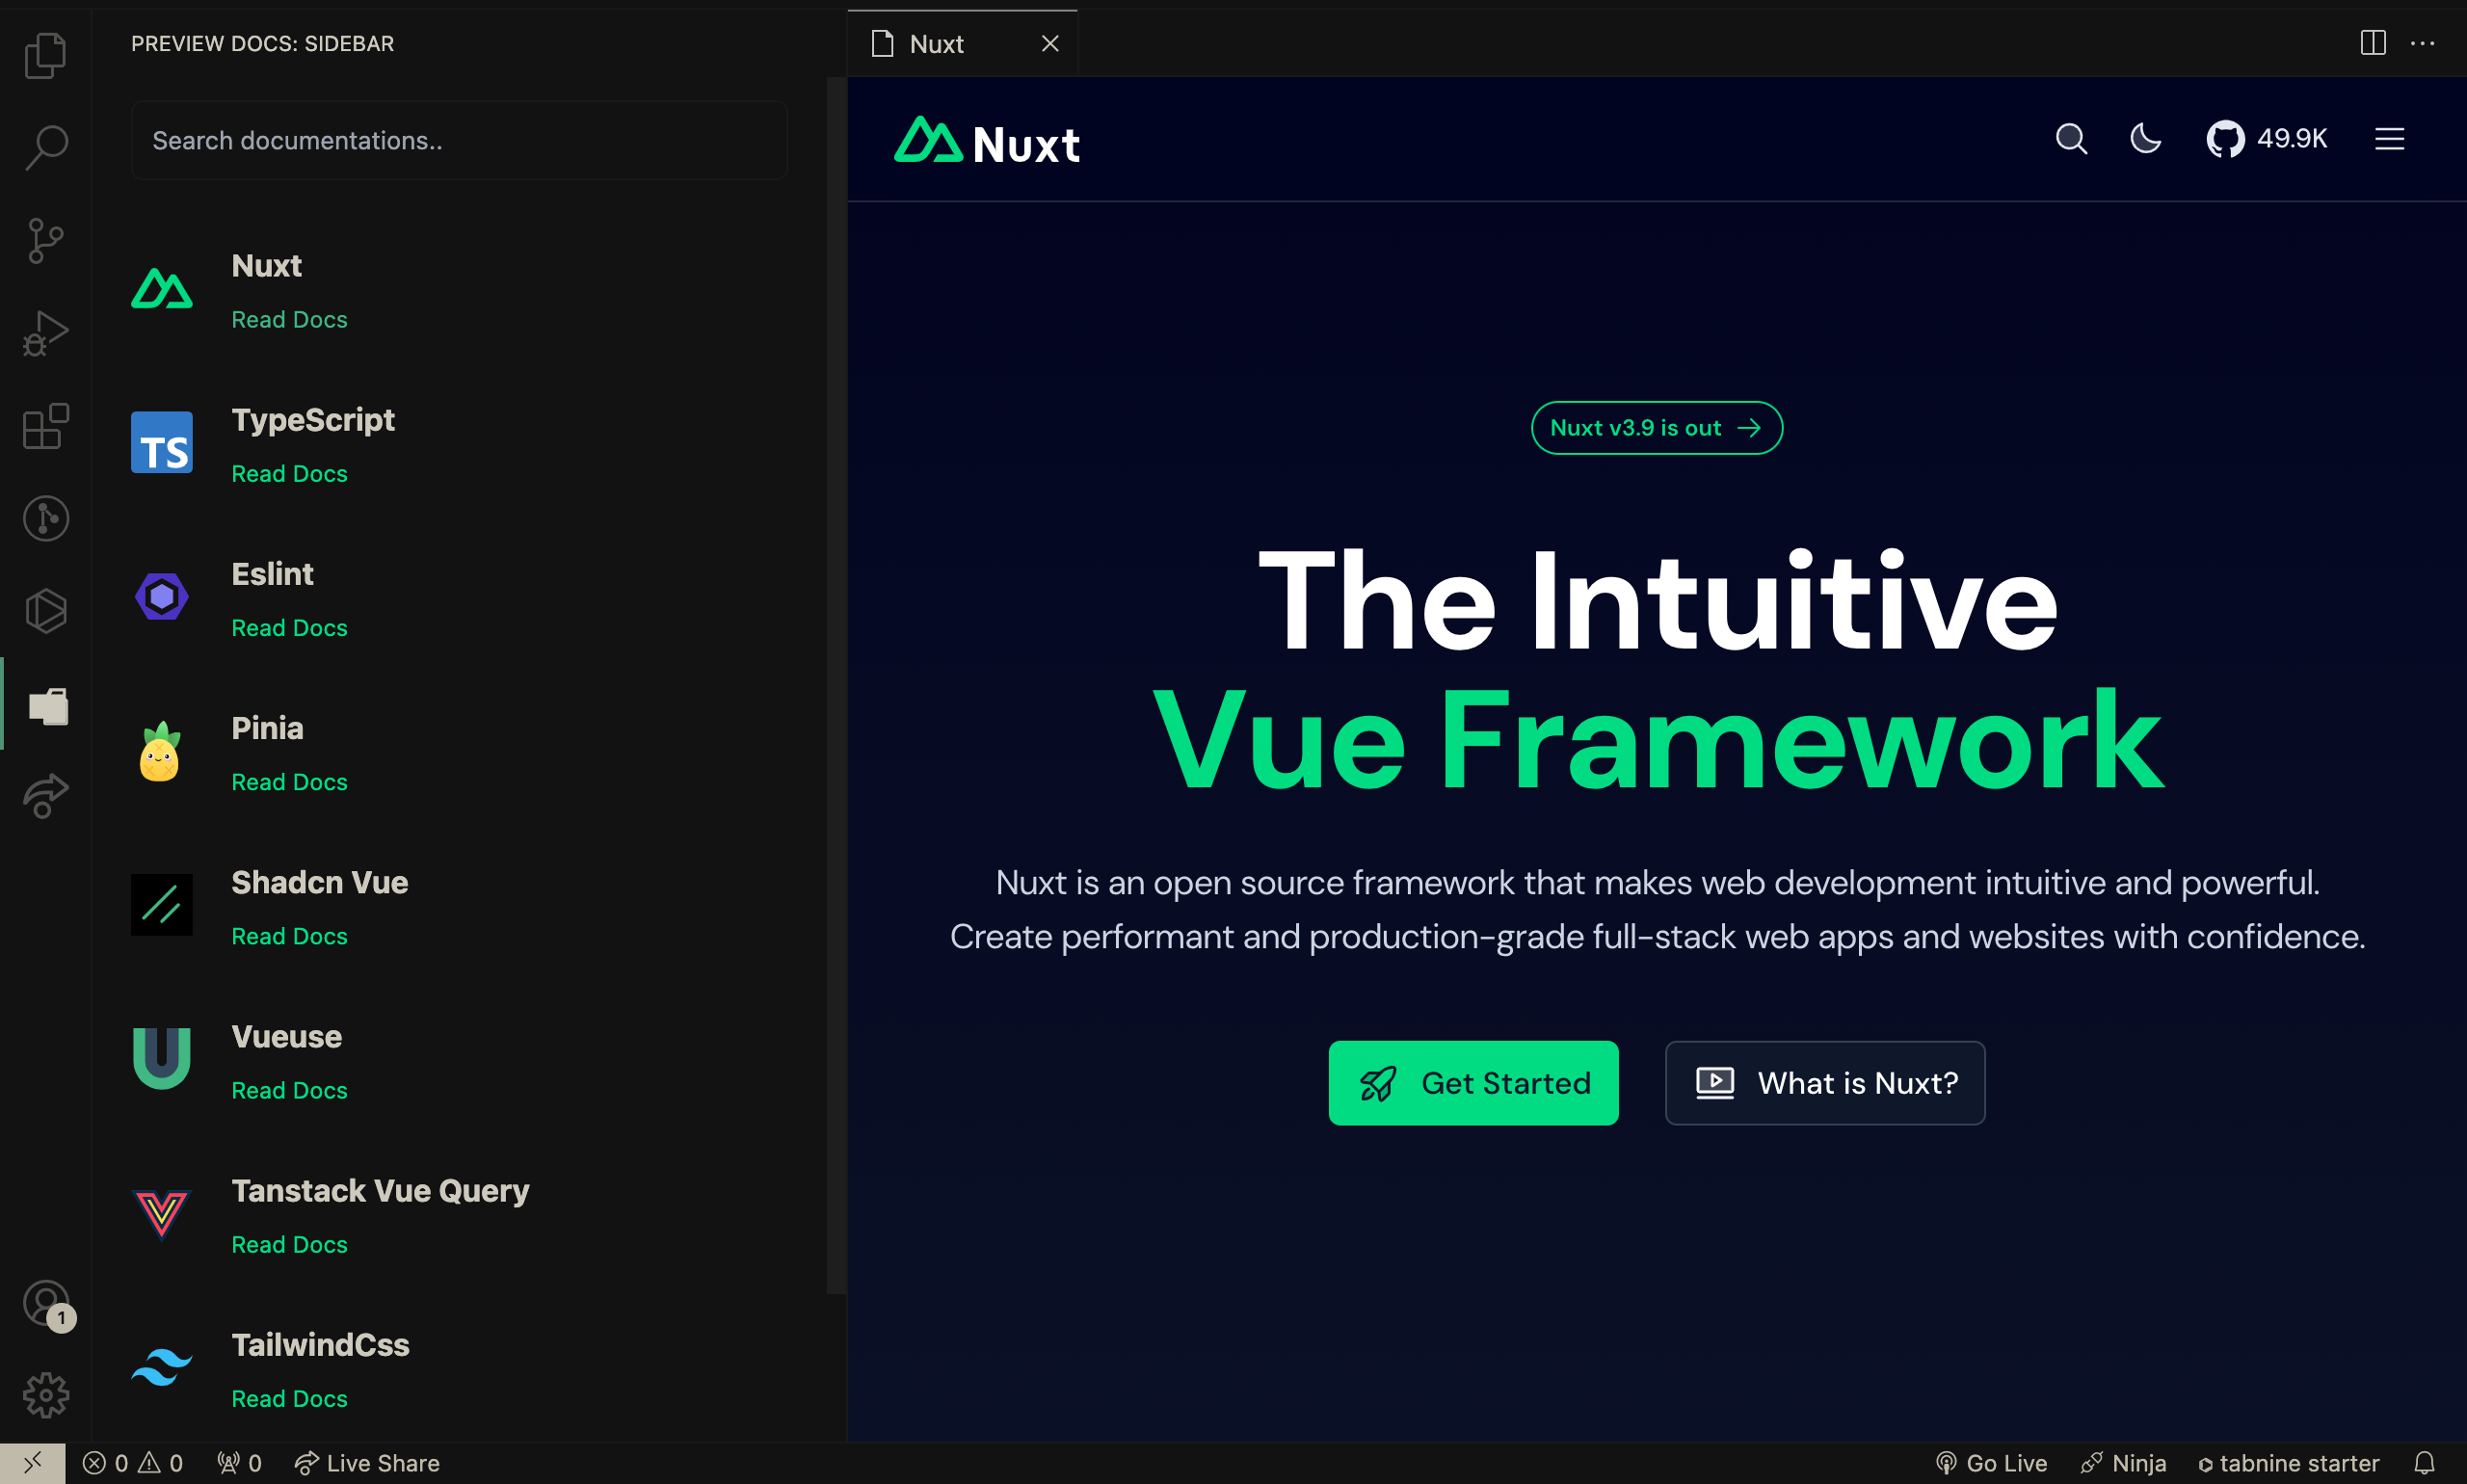 PREVIEW DOCS: SIDEBAR
Search documentations..
Nuxt
Read Docs
TypeScript
Read Docs
TS
Eslint
Read Docs
Pinia
Read Docs
Shadcn Vue
Read Docs
Vueuse
Read Docs
Tanstack Vue Query
Read Docs
TailwindCss
Read Docs
1
Nuxt
Nuxt
49.9K
Nuxt v3.9 is out
The Intuitive
Vue Framework
Nuxt is an open source framework that makes web development intuitive and powerful.
Create performant and production-grade full-stack web apps and websites with confidence.
Get Started
What is Nuxt?
0 0 0 Live Share
Go Live Ninja tabnine starter